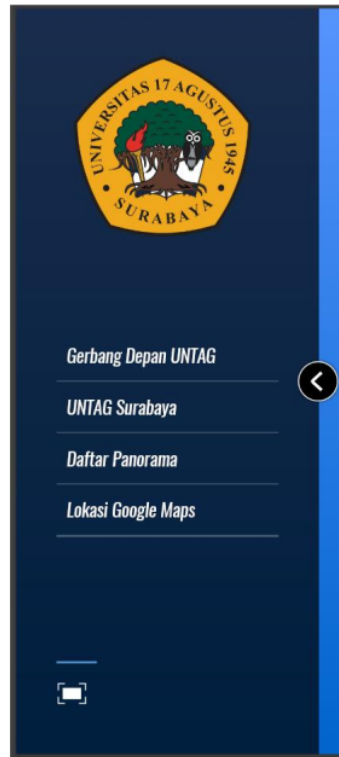 UNIVERSITAS 17 AGUSTUS 1945
SURABAYA
Gerbang Depan UNTAG
UNTAG Surabaya
Daftar Panorama
Lokasi Google Maps